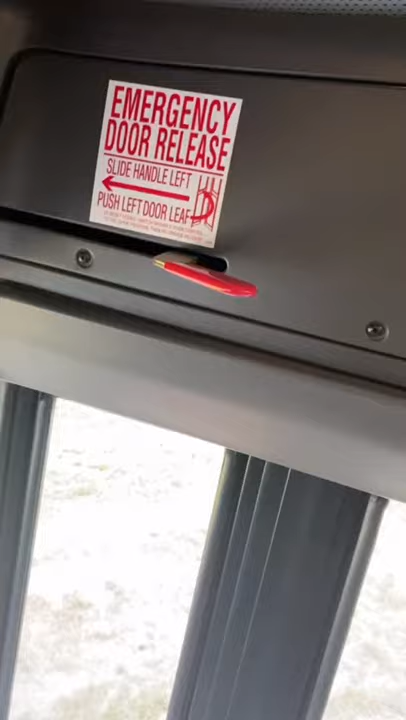 EMERGENCY
DOOR RELEASE
SLIDE HANDLE LEFT
PUSH LEFT DOOR LEAF